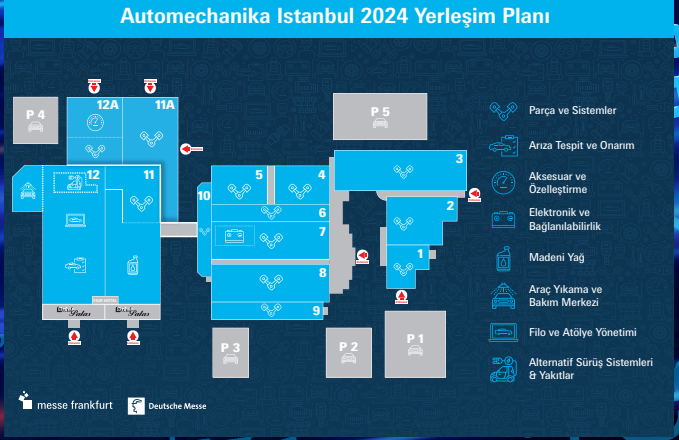 Automechanika Istanbul 2024 Yerleşim Planı
12A
11A
P 4
P 5
Parça ve Sistemler
Arıza Tespit ve Onarım
Aksesuar ve
Özelleştirme
Elektronik ve
Bağlanılabilirlik
Madeni Yağ
Araç Yıkama ve
Bakım Merkezi
Filo ve Atölye Yönetimi
Alternatif Sürüş Sistemleri
& Yakıtlar
12
11
10
5
4
3
6
2
7
1
8
9
P 3
P 2
P 1
messe frankfurt
Deutsche Messe